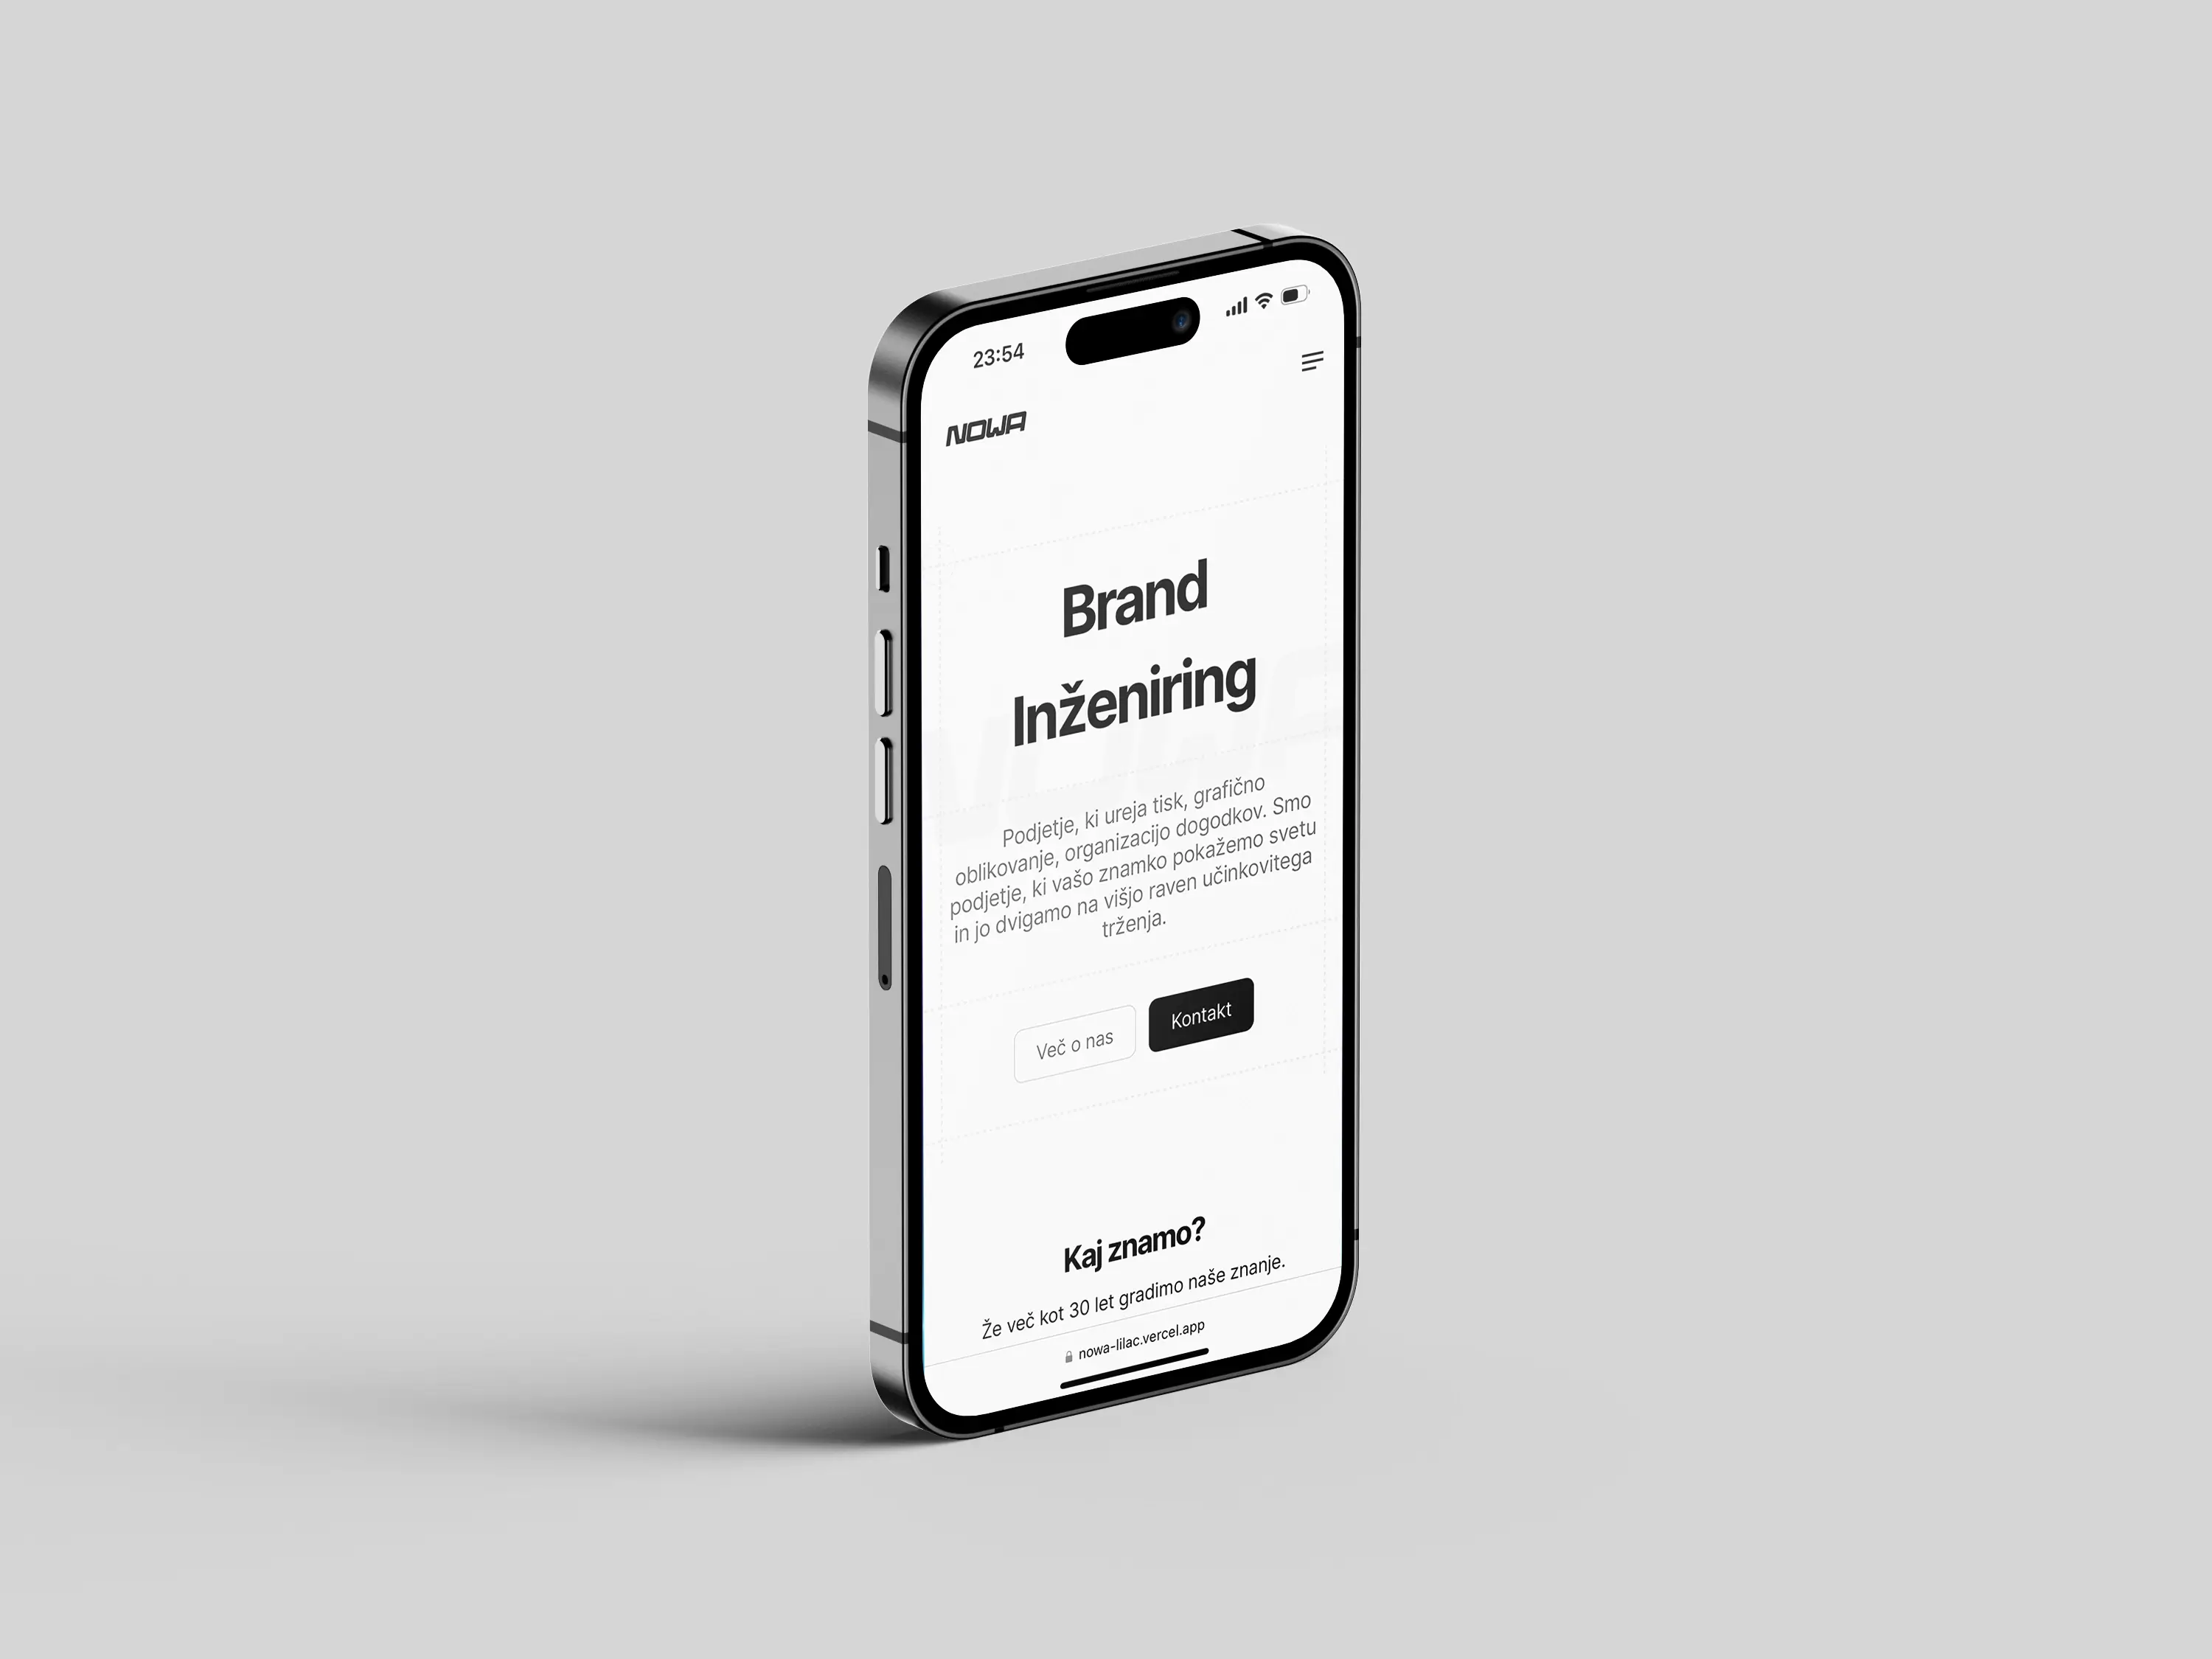 23:54
NOWA
Brand
Inženiring
Podjetje, ki ureja tisk, grafično
oblikovanje, organizacijo dogodkov. Smo
podjetje, ki vašo znamko pokažemo svetu
in jo dvigamo na višjo raven učinkovitega
trženja.
Več o nas
Kontakt
Kaj znamo?
Že več kot 30 let gradimo naše znanje.
nowa-lilac.vercel.app